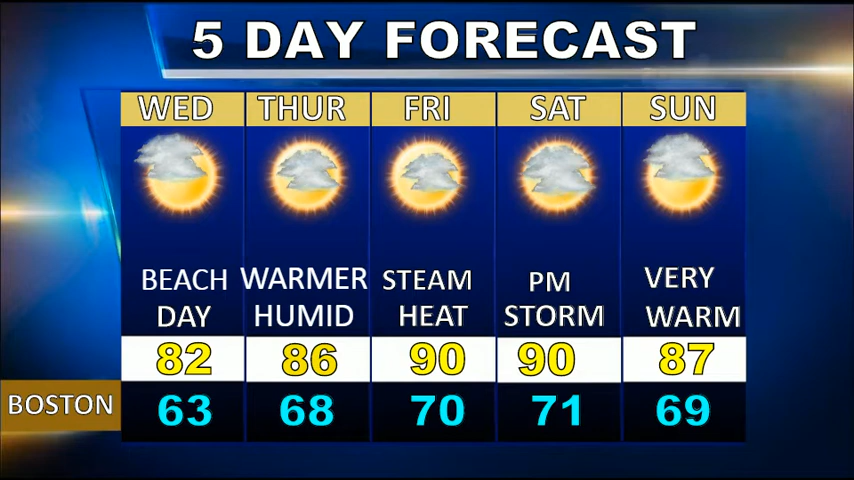 5 DAY FORECAST
WED THUR FRI SAT SUN
BEACH WARMER STEAM PM VERY
DAY HUMID HEAT STORM WARM
82 86 90 90 87
BOSTON 63 68 70 71 69